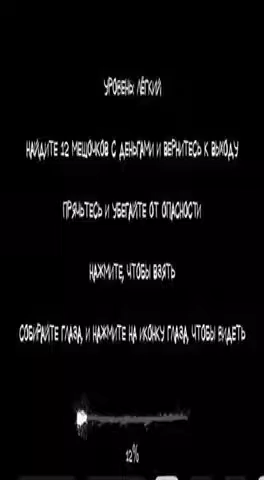 УРОВЕНЬ ЛЁГКИЙ
НАЙДИТЕ 12 МЕШОЧКОВ С ДЕНЬГАМИ И ВЕРНИТЕСЬ К ВЫХОДУ
ПРЯЧЬТЕСЬ И УБЕГАЙТЕ ОТ ОПАСНОСТИ
НАЖМИТЕ, ЧТОБЫ ВЗЯТЬ
СОБИРАЙТЕ ГЛАЗА, И НАЖМИТЕ НА ИКОНКУ ГЛАЗА, ЧТОБЫ ВИДЕТЬ
12%